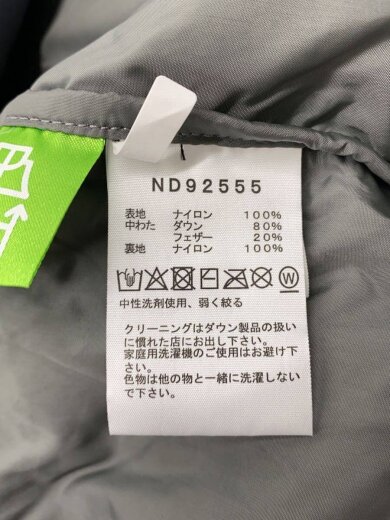 ND92555
表地 ナイロン 100%
中わた ダウン 80%
フェザー 20%
裏地 ナイロン 100%
W
中性洗剤使用、弱く絞る
クリーニングはダウン製品の扱い
に慣れた店にお出し下さい。
家庭用洗濯機のご使用はお避け下
さい。
色物は他の物と一緒に洗濯しない
で下さい。